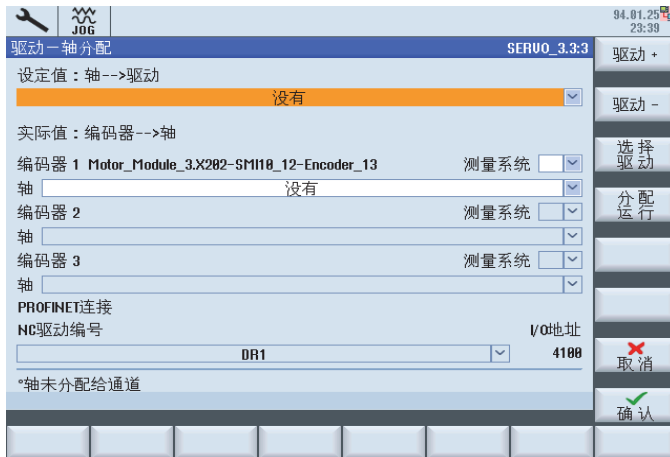 JOG
94.01.25
23:39
驱动－轴分配 SERVO_3.3:3
设定值：轴-->驱动
没有
实际值：编码器-->轴
编码器 1 Motor_Module_3.X202-SMI10_12-Encoder_13 测量系统
轴 没有
编码器 2 测量系统
轴
编码器 3 测量系统
轴
PROFINET连接
NC驱动编号 I/O地址
DR1 4100
°轴未分配给通道
驱动 +
驱动 -
选择
驱动
分配
运行
取消
确认